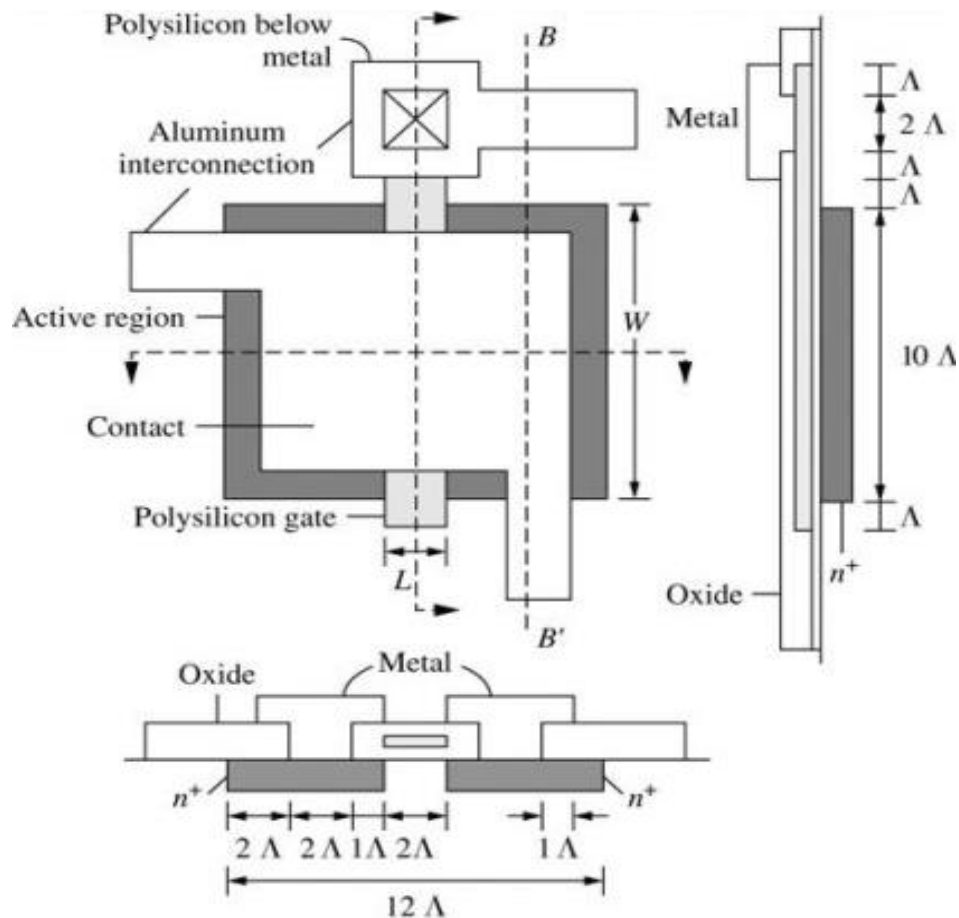 Polysilicon below
metal
B
Aluminum
interconnection
Metal
Λ
2 Λ
Λ
Λ
Active region
W
10 Λ
Contact
Polysilicon gate
Λ
L
n+
Oxide
B'
Oxide
Metal
n+
n+
2 Λ
2 Λ
1Λ
2Λ
1 Λ
12 Λ